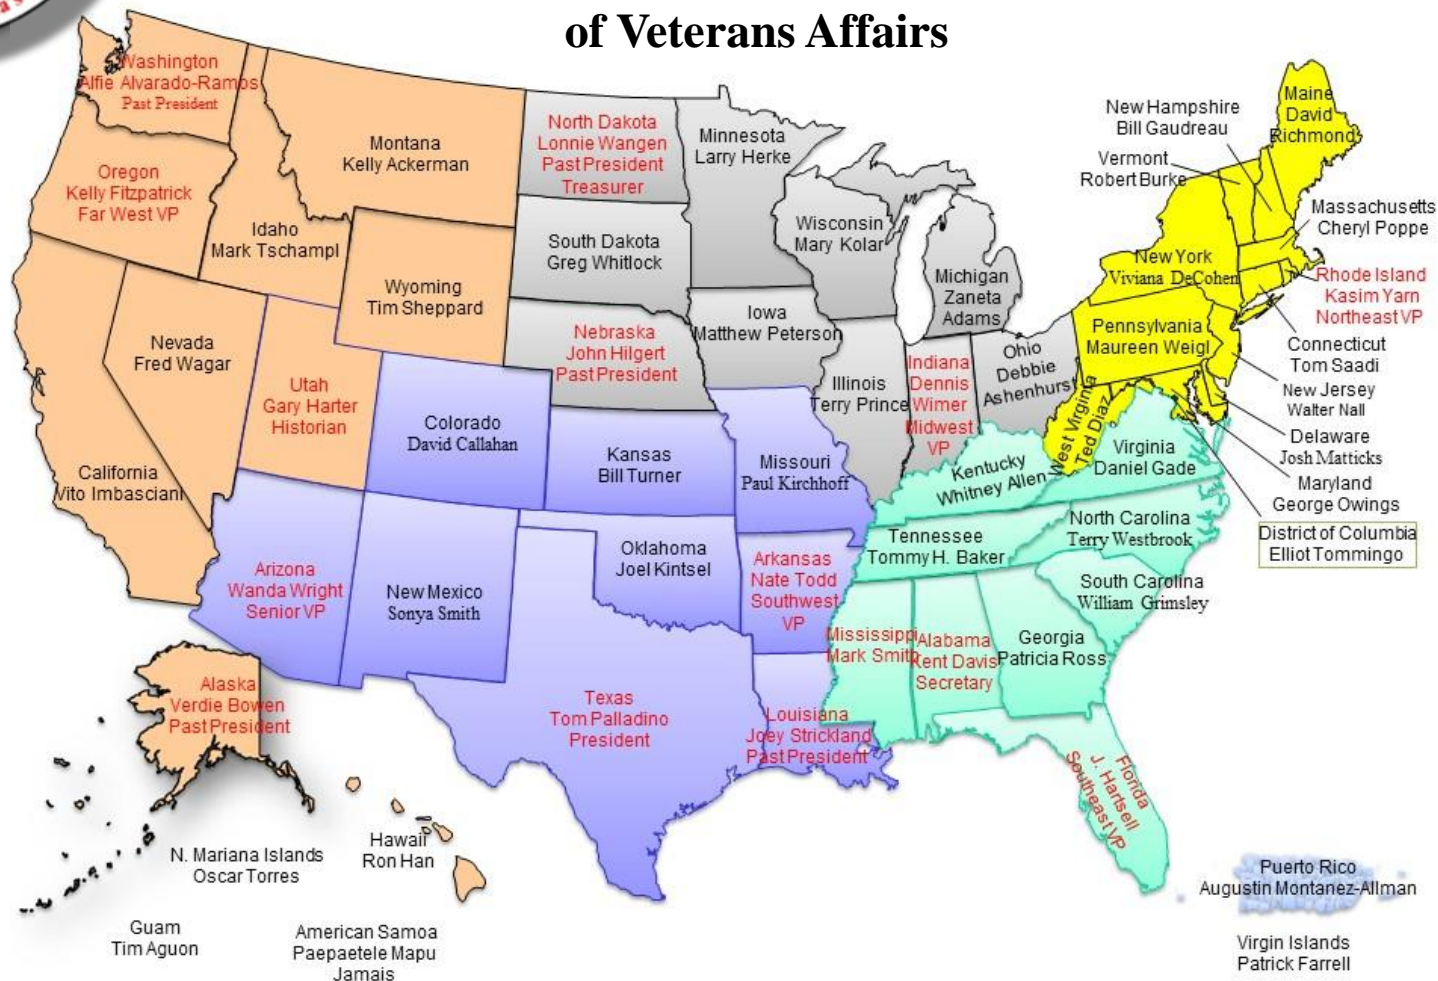 of Veterans Affairs
Washington
Alfie Alvarado-Ramos
Past President
Oregon
Kelly Fitzpatrick
Far West VP
Montana
Kelly Ackerman
Idaho
Mark Tschampl
Wyoming
Tim Sheppard
Nevada
Fred Wagar
Utah
Gary Harter
Historian
California
Vito Imbasciani
North Dakota
Lonnie Wangen
Past President
Treasurer
South Dakota
Greg Whitlock
Nebraska
John Hilgert
Past President
Minnesota
Larry Herke
Wisconsin
Mary Kolar
Iowa
Matthew Peterson
Michigan
Zaneta
Adams
Illinois
Terry Prince
Indiana
Dennis
Wimer
Midwest
VP
Ohio
Debbie
Ashenhurst
Maine
David
Richmond
New Hampshire
Bill Gaudreau
Vermont
Robert Burke
Massachusetts
Cheryl Poppe
New York
Viviana DeCohen
Rhode Island
Kasim Yarn
Northeast VP
Pennsylvania
Maureen Weigl
Connecticut
Tom Saadi
New Jersey
Walter Nall
Delaware
Josh Matticks
Maryland
George Owings
District of Columbia
Elliot Tommingo
West Virginia
Ted Diaz
Virginia
Daniel Gade
Kentucky
Whitney Allen
Tennessee
Tommy H. Baker
North Carolina
Terry Westbrook
South Carolina
William Grimsley
Georgia
Patricia Ross
Alabama
Kent Davis
Secretary
Mississippi
Mark Smith
Florida
J. Hartsell
Southeast VP
Colorado
David Callahan
Kansas
Bill Turner
Missouri
Paul Kirchhoff
Oklahoma
Joel Kintsel
Arkansas
Nate Todd
Southwest
VP
Arizona
Wanda Wright
Senior VP
New Mexico
Sonya Smith
Texas
Tom Palladino
President
Louisiana
Joey Strickland
Past President
Alaska
Verdie Bowen
Past President
Hawaii
Ron Han
N. Mariana Islands
Oscar Torres
Guam
Tim Aguon
American Samoa
Paepaetele Mapu
Jamais
Puerto Rico
Augustin Montanez-Allman
Virgin Islands
Patrick Farrell